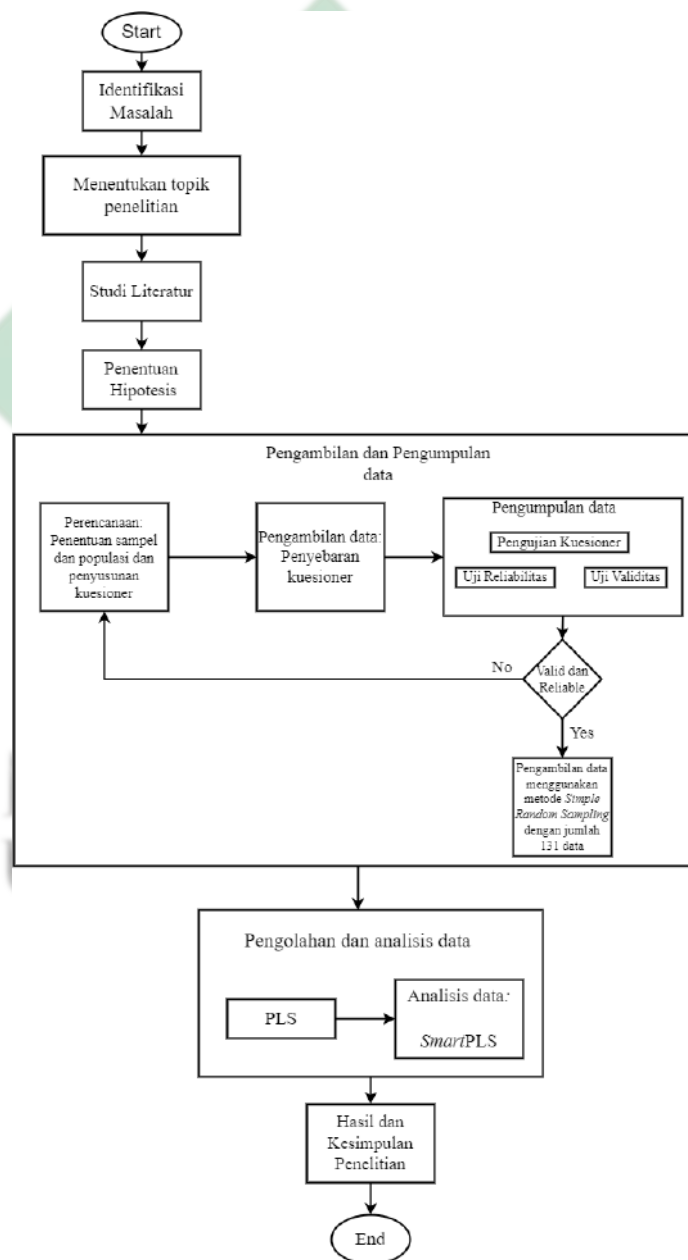 Start
Identifikasi
Masalah
Menentukan topik
penelitian
Studi Literatur
Penentuan
Hipotesis
Pengambilan dan Pengumpulan
data
Perencanaan:
Penentuan sampel
dan populasi dan
penyusunan
kuesioner
Pengambilan data:
Penyebaran
kuesioner
Pengumpulan data
Pengujian Kuesioner
Uji Reliabilitas
Uji Validitas
Valid dan
Reliable
No
Yes
Pengambilan data
menggunakan
metode Simple
Random Sampling
dengan jumlah
131 data
Pengolahan dan analisis data
PLS
Analisis data:
SmartPLS
Hasil dan
Kesimpulan
Penelitian
End